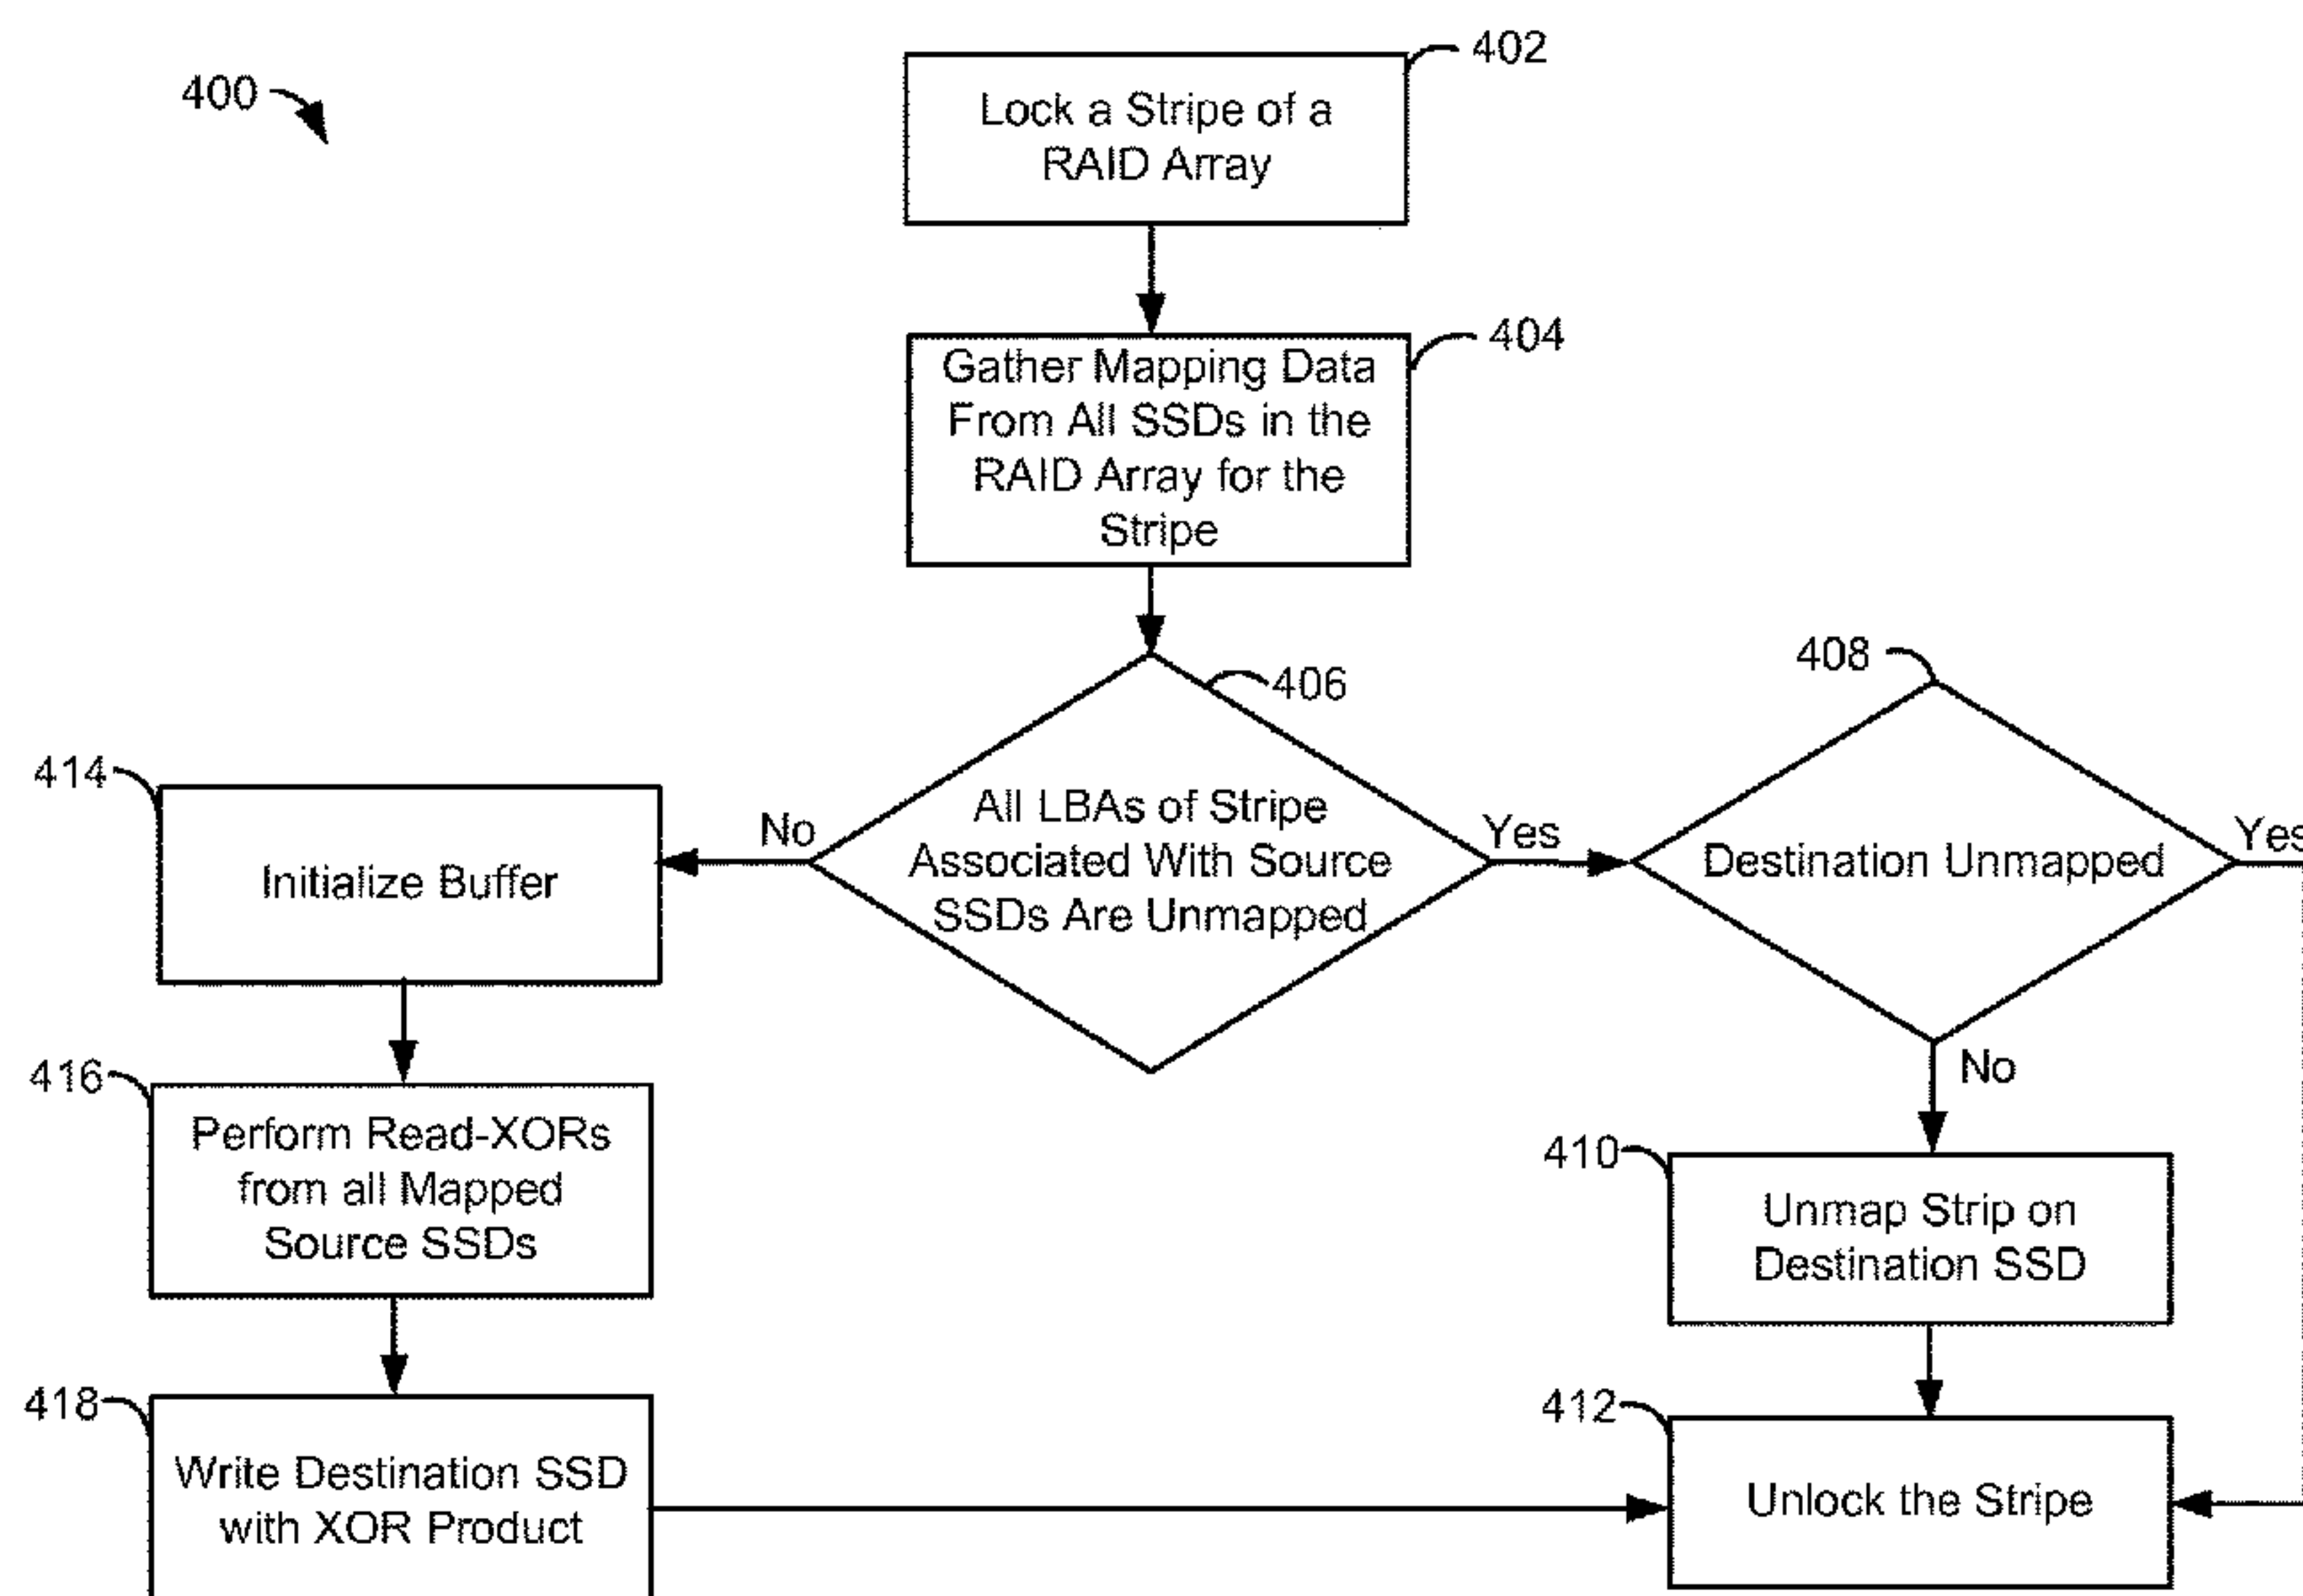 400
402
Lock a Stripe of a
RAID Array
404
Gather Mapping Data
From All SSDs in the
RAID Array for the
Stripe
406
All LBAs of Stripe
Associated With Source
SSDs Are Unmapped
No
Yes
408
Destination Unmapped
Yes
No
414
Initialize Buffer
416
Perform Read-XORs
from all Mapped
Source SSDs
418
Write Destination SSD
with XOR Product
410
Unmap Strip on
Destination SSD
412
Unlock the Stripe